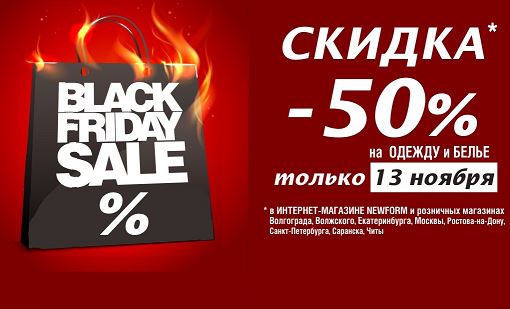 BLACK
FRIDAY
SALE
%
СКИДКА*
-50%
на ОДЕЖДУ и БЕЛЬЕ
только 13 ноября
* в ИНТЕРНЕТ-МАГАЗИНЕ NEWFORM и розничных магазинах
Волгограда, Волжского, Екатеринбурга, Москвы, Ростова-на-Дону,
Санкт-Петербурга, Саранска, Читы